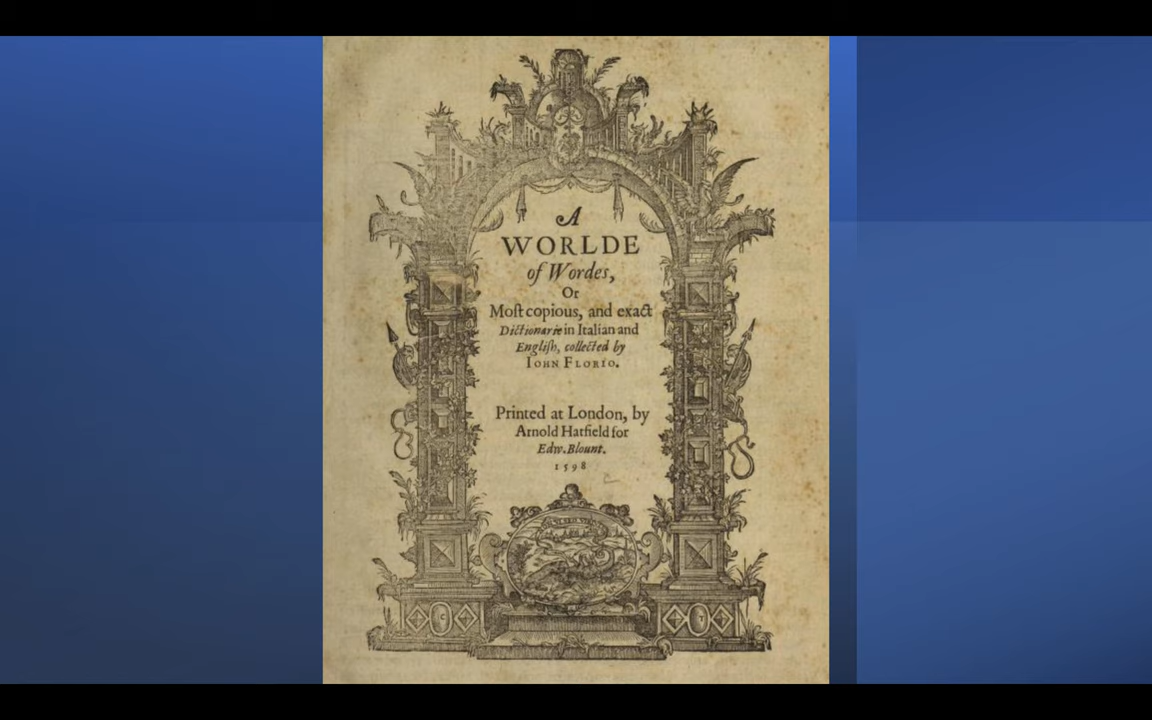 A
WORLDE
of Wordes,
Or
Moſt copious, and exact
Dictionarie in Italian and
Engliſh, collected by
IOHN FLORIO.
Printed at London, by
Arnold Hatfield for
Edw. Blount.
1598